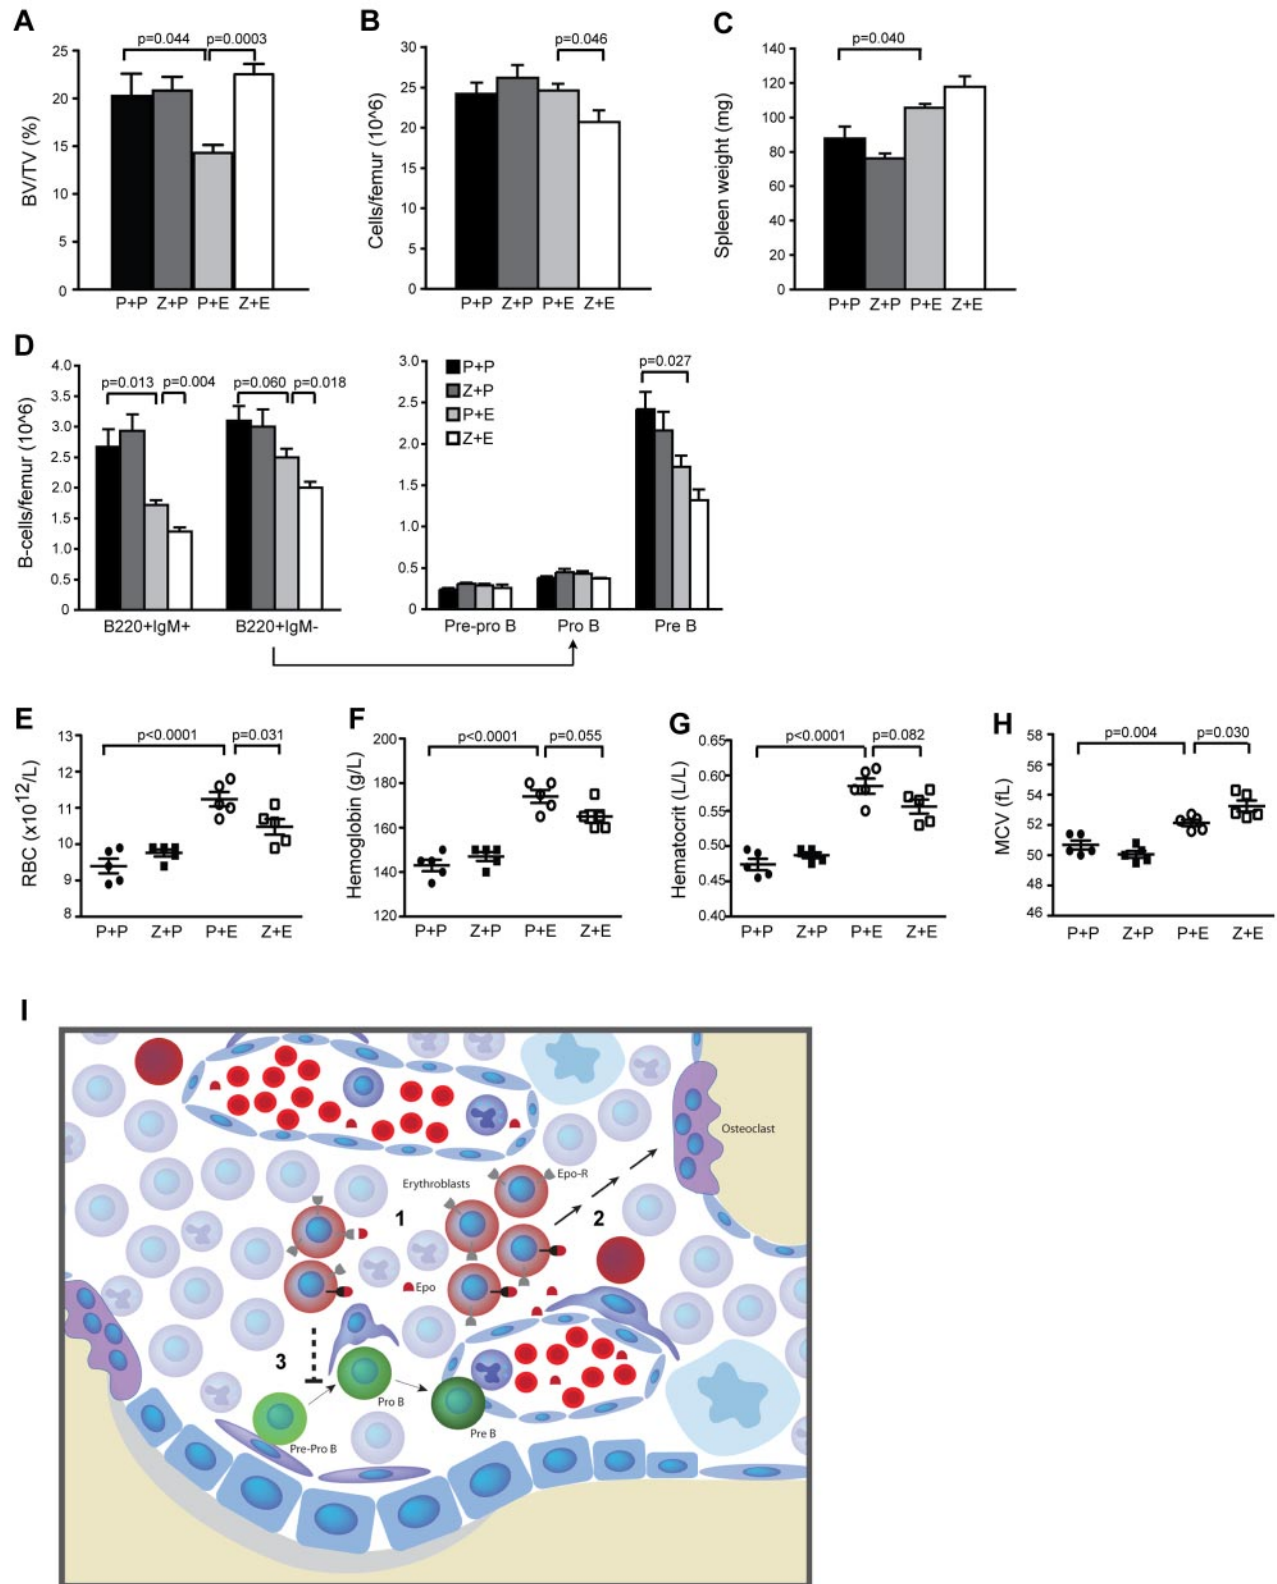 A
p=0.044 p=0.0003
BV/TV (%)
25
20
15
10
5
0
P+P Z+P P+E Z+E
B
p=0.046
Cells/femur (10^6)
30
25
20
15
10
5
0
P+P Z+P P+E Z+E
C
p=0.040
Spleen weight (mg)
140
120
100
80
60
40
20
0
P+P Z+P P+E Z+E
D
p=0.013 p=0.004 p=0.060 p=0.018
B-cells/femur (10^6)
4.0
3.5
3.0
2.5
2.0
1.5
1.0
0.5
0
B220+IgM+ B220+IgM-
3.0
2.5
2.0
1.5
1.0
0.5
0
P+P
Z+P
P+E
Z+E
p=0.027
Pre-pro B Pro B Pre B
E
p<0.0001 p=0.031
RBC (x10^12/L)
13
12
11
10
9
8
P+P Z+P P+E Z+E
F
p<0.0001 p=0.055
Hemoglobin (g/L)
200
180
160
140
120
P+P Z+P P+E Z+E
G
p<0.0001 p=0.082
Hematocrit (L/L)
0.65
0.60
0.55
0.50
0.45
0.40
P+P Z+P P+E Z+E
H
p=0.004 p=0.030
MCV (fL)
58
56
54
52
50
48
46
P+P Z+P P+E Z+E
I
Osteoclast
Epo-R
Erythroblasts
1
2
Epo
3
Pro B
Pre B
Pre-Pro B